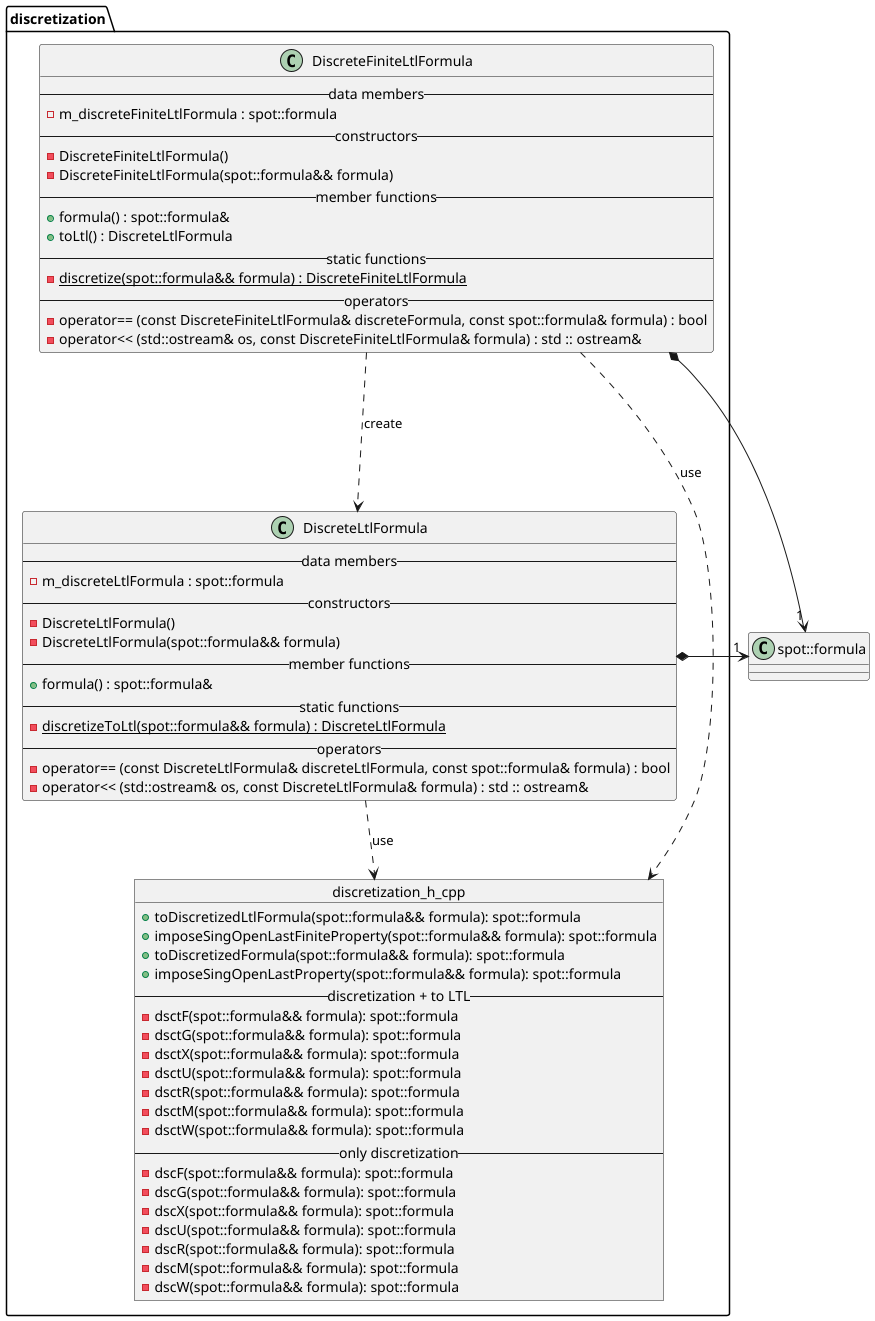 discretization
C DiscreteFiniteLtlFormula
data members
m_discreteFiniteLtlFormula : spot::formula
constructors
DiscreteFiniteLtlFormula()
DiscreteFiniteLtlFormula(spot::formula&& formula)
member functions
formula() : spot::formula&
toLtl() : DiscreteLtlFormula
static functions
discretize(spot::formula&& formula) : DiscreteFiniteLtlFormula
operators
operator== (const DiscreteFiniteLtlFormula& discreteFormula, const spot::formula& formula) : bool
operator<< (std::ostream& os, const DiscreteFiniteLtlFormula& formula) : std :: ostream&
create
use
C DiscreteLtlFormula
data members
m_discreteLtlFormula : spot::formula
constructors
DiscreteLtlFormula()
DiscreteLtlFormula(spot::formula&& formula)
member functions
formula() : spot::formula&
static functions
discretizeToLtl(spot::formula&& formula) : DiscreteLtlFormula
operators
operator== (const DiscreteLtlFormula& discreteLtlFormula, const spot::formula& formula) : bool
operator<< (std::ostream& os, const DiscreteLtlFormula& formula) : std :: ostream&
1
1
C spot::formula
use
discretization_h_cpp
toDiscretizedLtlFormula(spot::formula&& formula): spot::formula
imposeSingOpenLastFiniteProperty(spot::formula&& formula): spot::formula
toDiscretizedFormula(spot::formula&& formula): spot::formula
imposeSingOpenLastProperty(spot::formula&& formula): spot::formula
discretization + to LTL
dsctF(spot::formula&& formula): spot::formula
dsctG(spot::formula&& formula): spot::formula
dsctX(spot::formula&& formula): spot::formula
dsctU(spot::formula&& formula): spot::formula
dsctR(spot::formula&& formula): spot::formula
dsctM(spot::formula&& formula): spot::formula
dsctW(spot::formula&& formula): spot::formula
only discretization
dscF(spot::formula&& formula): spot::formula
dscG(spot::formula&& formula): spot::formula
dscX(spot::formula&& formula): spot::formula
dscU(spot::formula&& formula): spot::formula
dscR(spot::formula&& formula): spot::formula
dscM(spot::formula&& formula): spot::formula
dscW(spot::formula&& formula): spot::formula